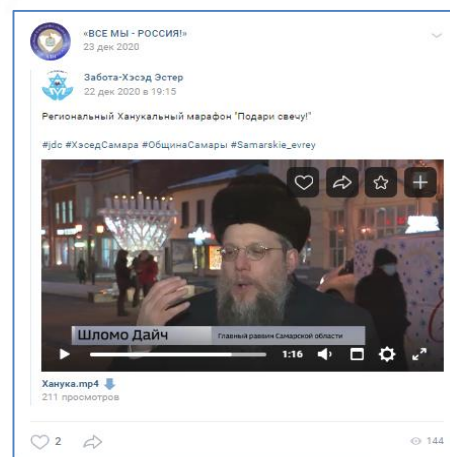 «ВСЕ МЫ - РОССИЯ!»
23 дек 2020
Забота-Хэсэд Эстер
22 дек 2020 в 19:15
Региональный Ханукальный марафон "Подари свечу!"
#jdc #ХэседСамара #ОбщинаСамары #Samarskie_evrey
Шломо Дайч
Главный раввин Самарской области
1:16
Ханука.mp4
211 просмотров
2
144